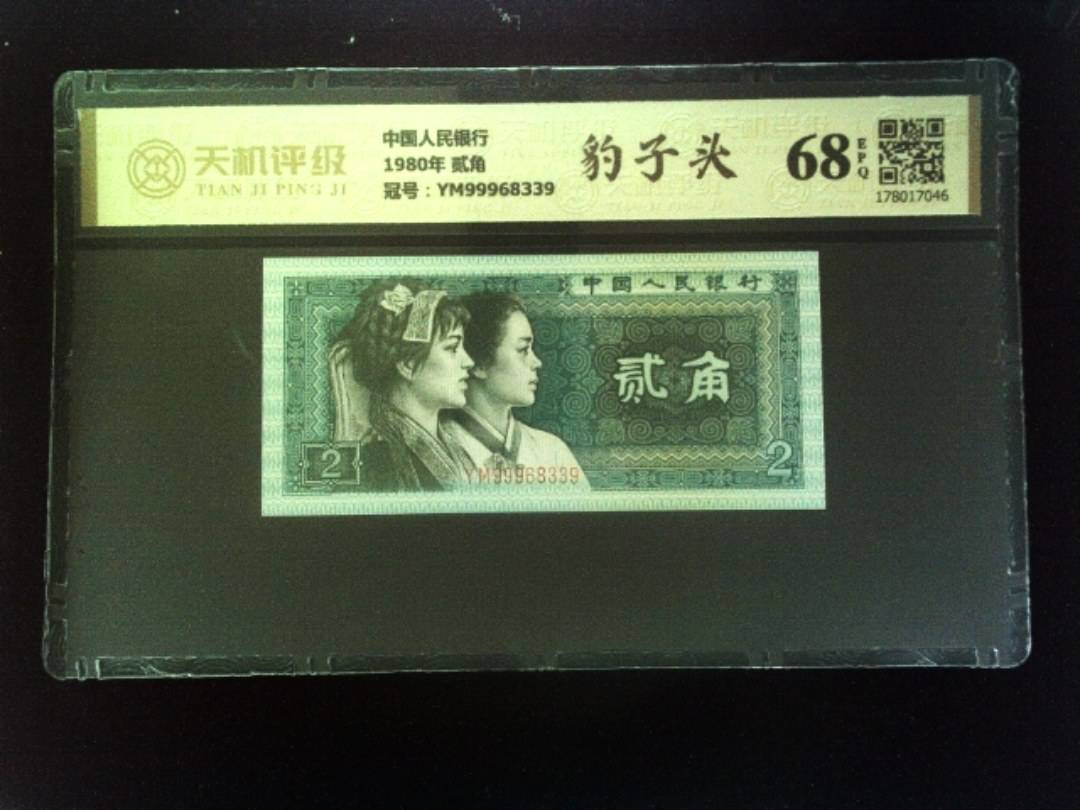 天机评级
TIAN JI PING JI
中国人民银行
1980年 贰角
冠号：YM99968339
豹子头
68
EPQ
178017046
中国人民银行
贰角
2
2
YM99968339